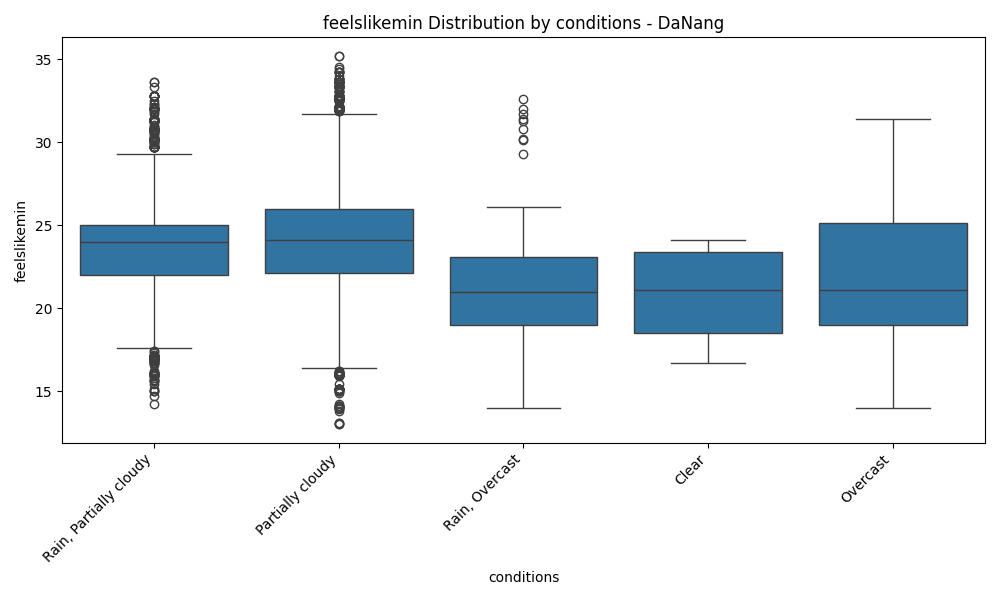 feelslikemin Distribution by conditions - DaNang
feelslikemin
35
30
25
20
15
Rain, Partially cloudy
Partially cloudy
Rain, Overcast
Clear
Overcast
conditions